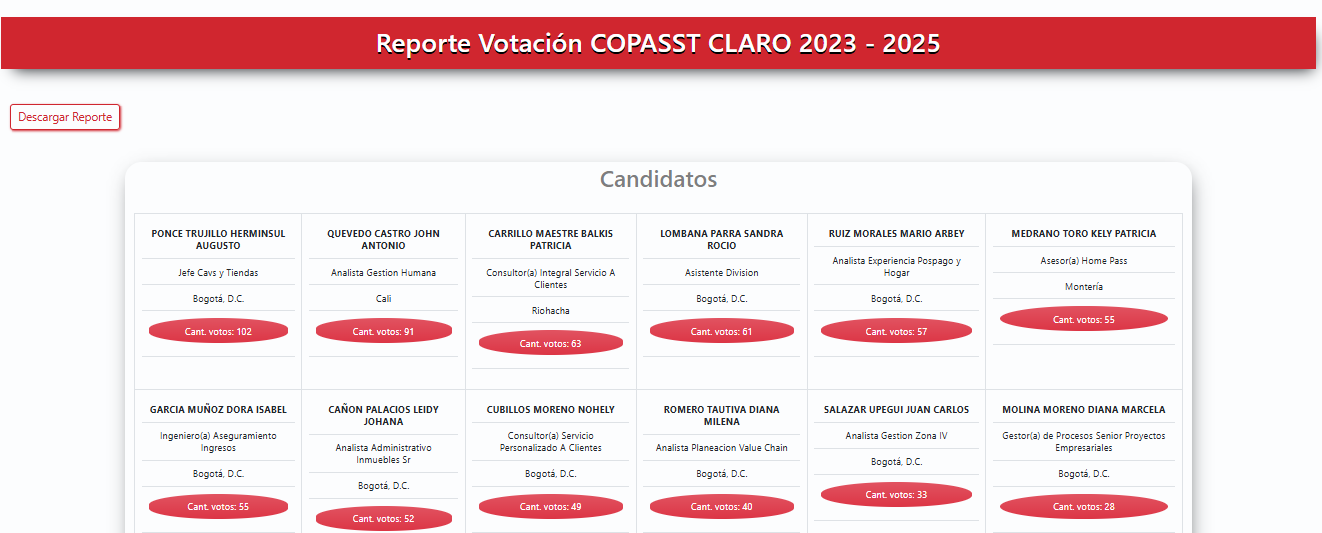 Reporte Votación COPASST CLARO 2023 - 2025
Descargar Reporte
Candidatos
PONCE TRUJILLO HERMINSUL
AUGUSTO
Jefe Cavs y Tiendas
Bogotá, D.C.
Cant. votos: 102
QUEVEDO CASTRO JOHN
ANTONIO
Analista Gestion Humana
Cali
Cant. votos: 91
CARRILLO MAESTRE BALKIS
PATRICIA
Consultor(a) Integral Servicio A
Clientes
Riohacha
Cant. votos: 63
LOMBANA PARRA SANDRA
ROCIO
Asistente Division
Bogotá, D.C.
Cant. votos: 61
RUIZ MORALES MARIO ARBEY
Analista Experiencia Pospago y
Hogar
Bogotá, D.C.
Cant. votos: 57
MEDRANO TORO KELY PATRICIA
Asesor(a) Home Pass
Montería
Cant. votos: 55
GARCIA MUÑOZ DORA ISABEL
Ingeniero(a) Aseguramiento
Ingresos
Bogotá, D.C.
Cant. votos: 55
CAÑON PALACIOS LEIDY
JOHANA
Analista Administrativo
Inmuebles Sr
Bogotá, D.C.
Cant. votos: 52
CUBILLOS MORENO NOHELY
Consultor(a) Servicio
Personalizado A Clientes
Bogotá, D.C.
Cant. votos: 49
ROMERO TAUTIVA DIANA
MILENA
Analista Planeacion Value Chain
Bogotá, D.C.
Cant. votos: 40
SALAZAR UPEGUI JUAN CARLOS
Analista Gestion Zona IV
Bogotá, D.C.
Cant. votos: 33
MOLINA MORENO DIANA MARCELA
Gestor(a) de Procesos Senior Proyectos
Empresariales
Bogotá, D.C.
Cant. votos: 28